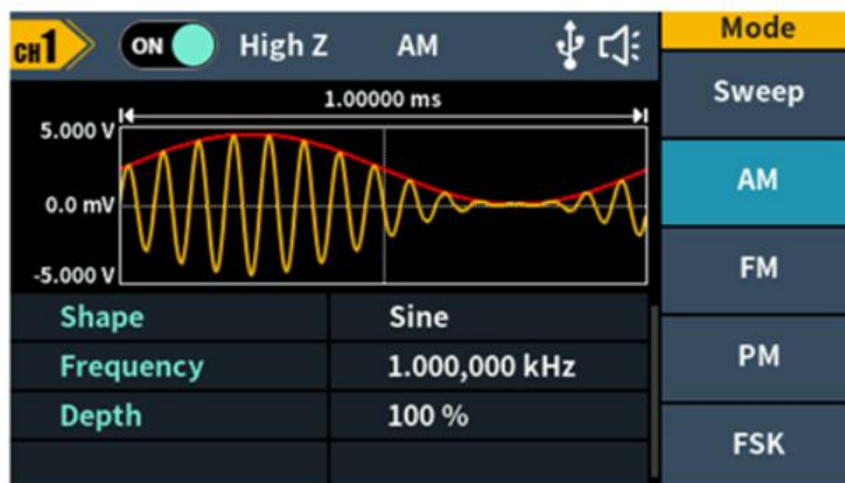 CH1 ON High Z AM
Mode
1.00000 ms
5.000 V
0.0 mV
-5.000 V
Shape Sine
Frequency 1.000,000 kHz
Depth 100 %
Sweep
AM
FM
PM
FSK